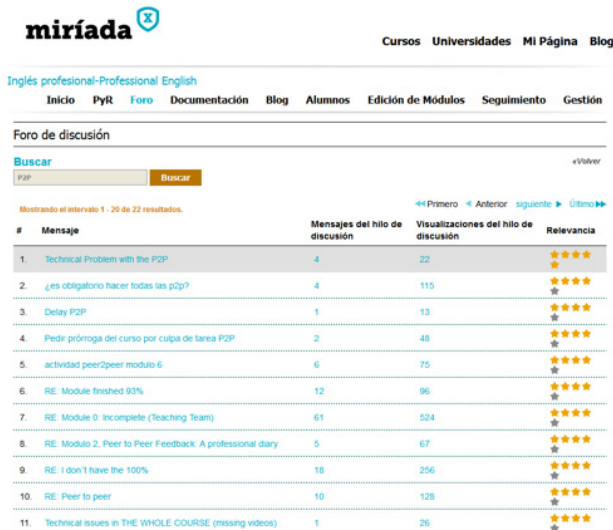 miríada x
Cursos Universidades Mi Página Blog
Inglés profesional-Professional English
Inicio PyR Foro Documentación Blog Alumnos Edición de Módulos Seguimiento Gestión
Foro de discusión
Buscar
«Volver
P2P Buscar
Mostrando el intervalo 1 - 20 de 22 resultados.
Primero Anterior siguiente Último
# Mensaje Mensajes del hilo de discusión Visualizaciones del hilo de discusión Relevancia
1. Technical Problem with the P2P 4 22
2. ¿es obligatorio hacer todas las p2p? 4 115
3. Delay P2P 1 13
4. Pedir prórroga del curso por culpa de tarea P2P 2 48
5. actividad peer2peer modulo 6 6 75
6. RE: Module finished 93% 12 96
7. RE: Module 0: Incomplete (Teaching Team) 61 524
8. RE: Modulo 2, Peer to Peer Feedback: A professional diary 5 67
9. RE: I don´t have the 100% 18 256
10. RE: Peer to peer 10 128
11. Technical issues in THE WHOLE COURSE (missing videos) 1 26